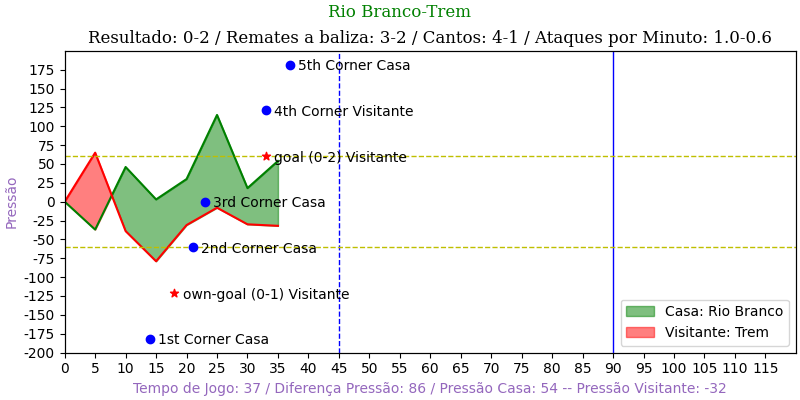 Rio Branco-Trem
Resultado: 0-2 / Remates a baliza: 3-2 / Cantos: 4-1 / Ataques por Minuto: 1.0-0.6
Pressão
175
150
125
100
75
50
25
0
-25
-50
-75
-100
-125
-150
-175
-200
5th Corner Casa
4th Corner Visitante
goal (0-2) Visitante
3rd Corner Casa
2nd Corner Casa
own-goal (0-1) Visitante
1st Corner Casa
Casa: Rio Branco
Visitante: Trem
0 5 10 15 20 25 30 35 40 45 50 55 60 65 70 75 80 85 90 95 100 105 110 115
Tempo de Jogo: 37 / Diferença Pressão: 86 / Pressão Casa: 54 -- Pressão Visitante: -32